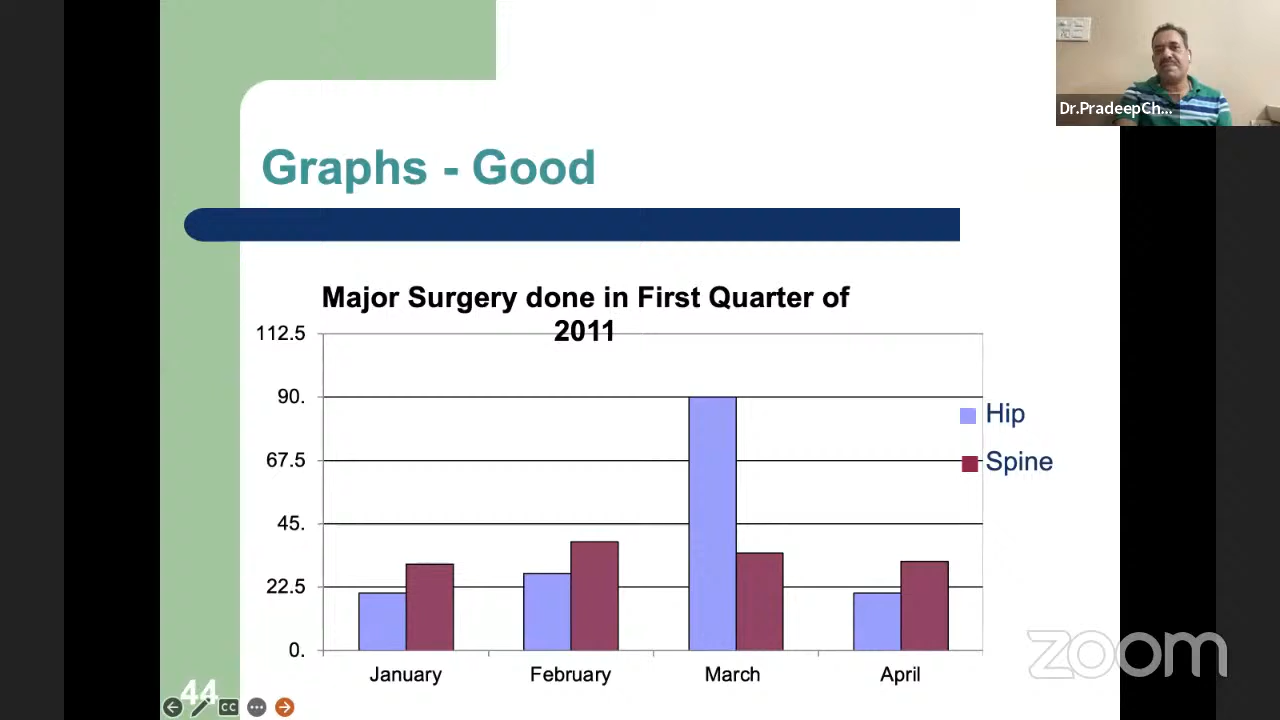 Dr.PradeepCh...
Graphs - Good
Major Surgery done in First Quarter of
2011
112.5
90.
67.5
45.
22.5
0.
Hip
Spine
January February March April
44
CC
zoom